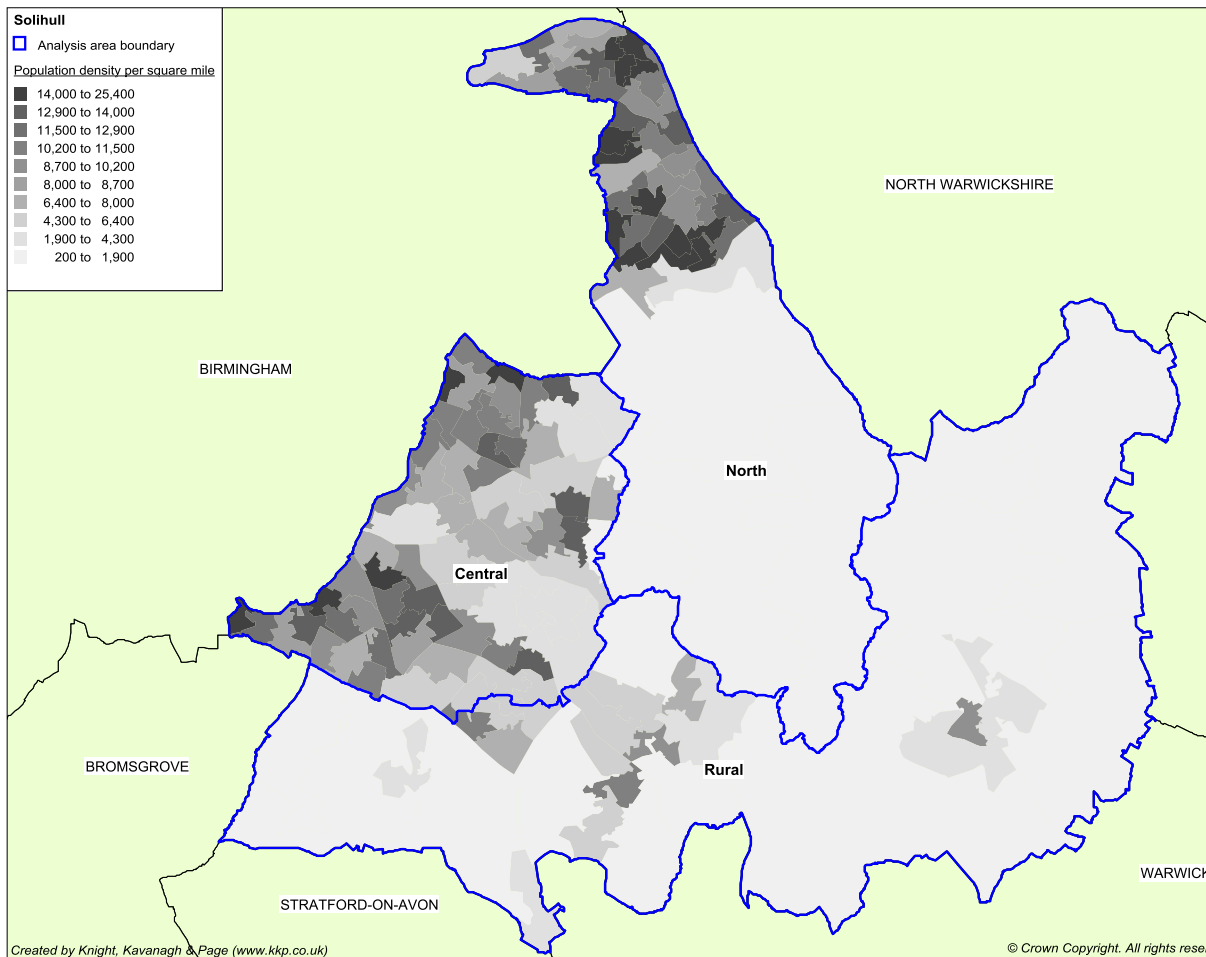 Solihull
Analysis area boundary
Population density per square mile
14,000 to 25,400
12,900 to 14,000
11,500 to 12,900
10,200 to 11,500
8,700 to 10,200
8,000 to 8,700
6,400 to 8,000
4,300 to 6,400
1,900 to 4,300
200 to 1,900
NORTH WARWICKSHIRE
BIRMINGHAM
North
Central
BROMSGROVE
Rural
WARWICK
STRATFORD-ON-AVON
Created by Knight, Kavanagh & Page (www.kkp.co.uk)
© Crown Copyright. All rights reser